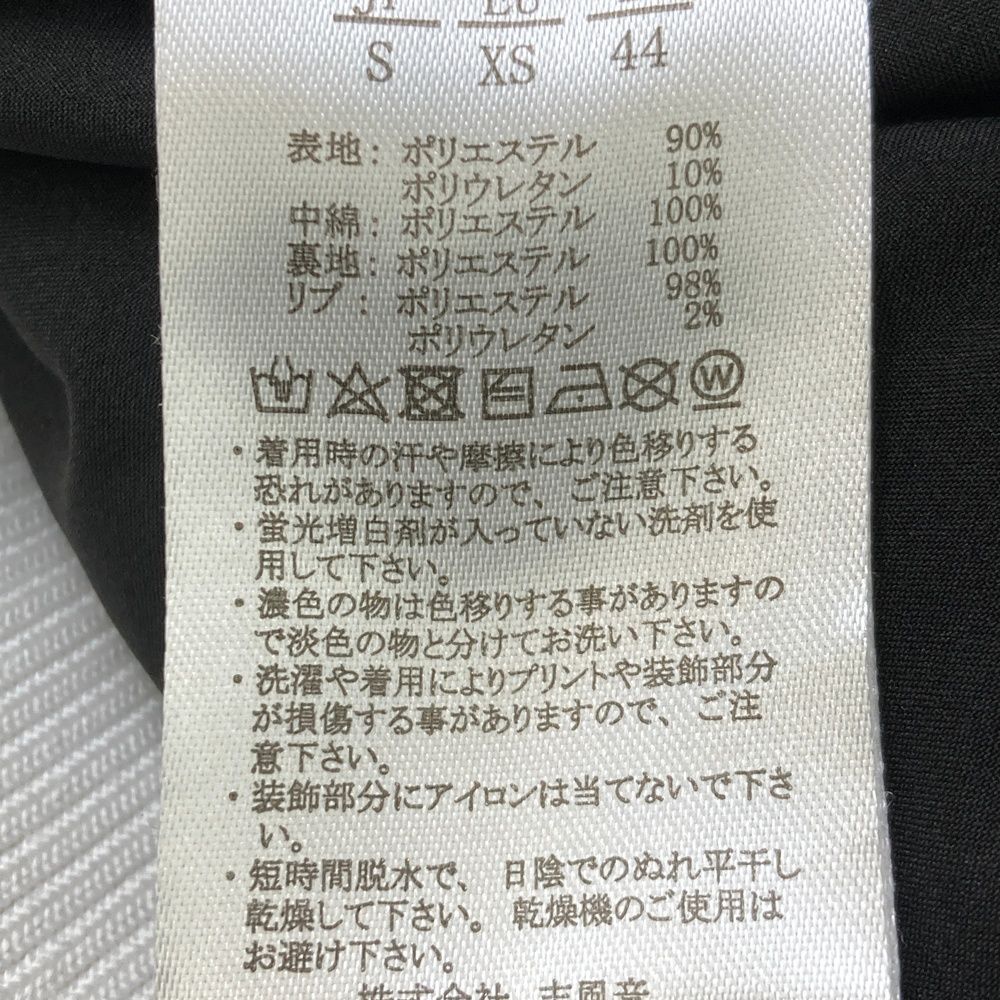 S XS 44
表地: ポリエステル 90%
ポリウレタン 10%
中綿: ポリエステル 100%
裏地: ポリエステル 100%
リブ: ポリエステル 98%
ポリウレタン 2%
W
・着用時の汗や摩擦により色移りする
恐れがありますので、ご注意下さい。
・蛍光増白剤が入っていない洗剤を使
用して下さい。
・濃色の物は色移りする事がありますの
で淡色の物と分けてお洗い下さい。
・洗濯や着用によりプリントや装飾部分
が損傷する事がありますので、ご注
意下さい。
・装飾部分にアイロンは当てないで下さ
い。
・短時間脱水で、日陰でのぬれ平干し
乾燥して下さい。乾燥機のご使用は
お避け下さい。